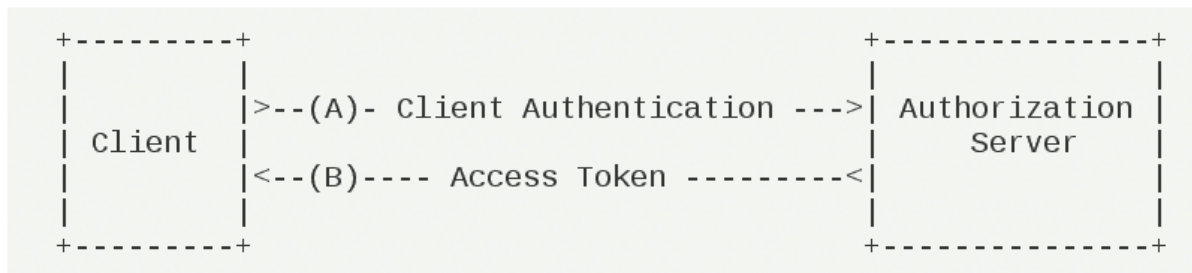 +---------+                                  +---------------+
|         |                                  |               |
|         |>--(A)- Client Authentication --->| Authorization |
| Client  |                                  |     Server    |
|         |<--(B)---- Access Token ---------<|               |
|         |                                  |               |
+---------+                                  +---------------+